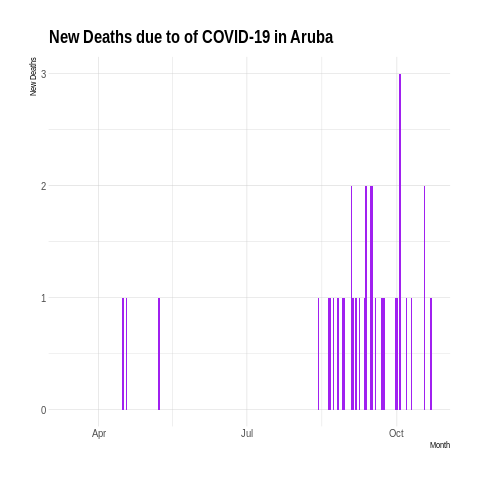 New Deaths due to of COVID-19 in Aruba
New Deaths
3
2
1
0
Apr Jul Oct
Month